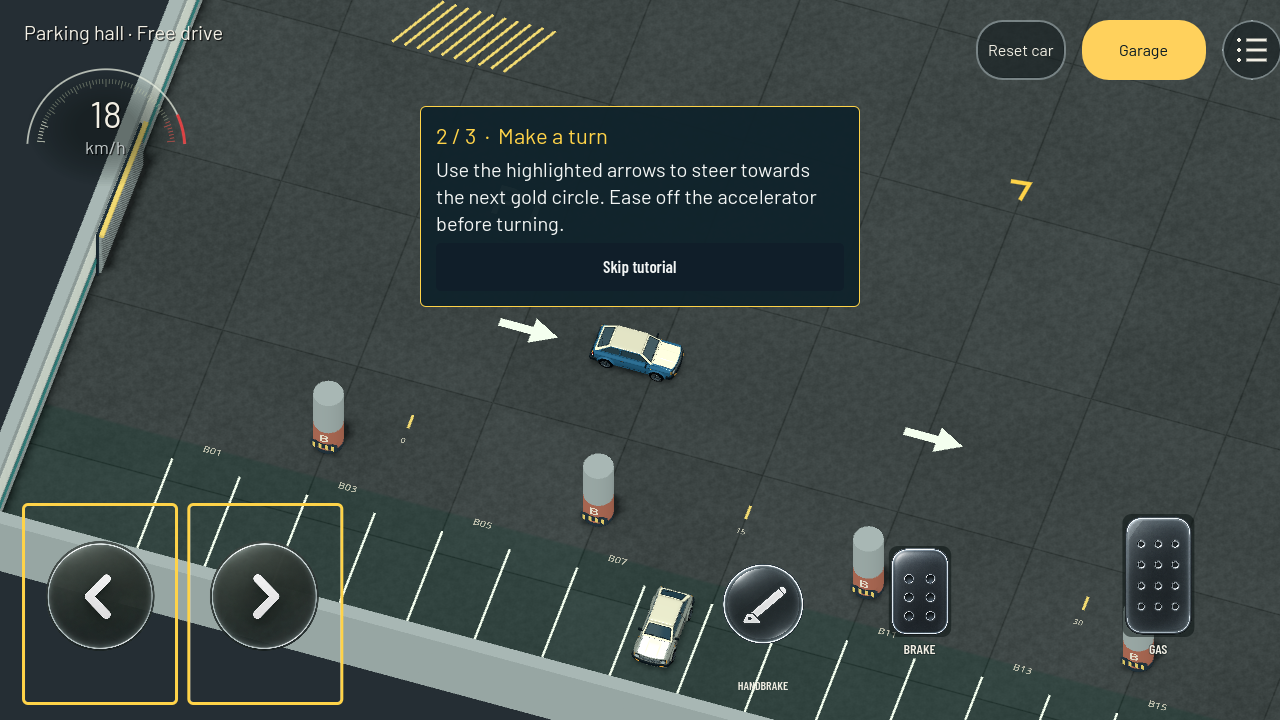 Parking hall · Free drive
Reset car
Garage
18
km/h
2 / 3 · Make a turn
Use the highlighted arrows to steer towards
the next gold circle. Ease off the accelerator
before turning.
Skip tutorial
7
B
0
B01
B03
B
B05
15
B07
B
B11
30
B
B13
B15
BRAKE
GAS
HANDBRAKE